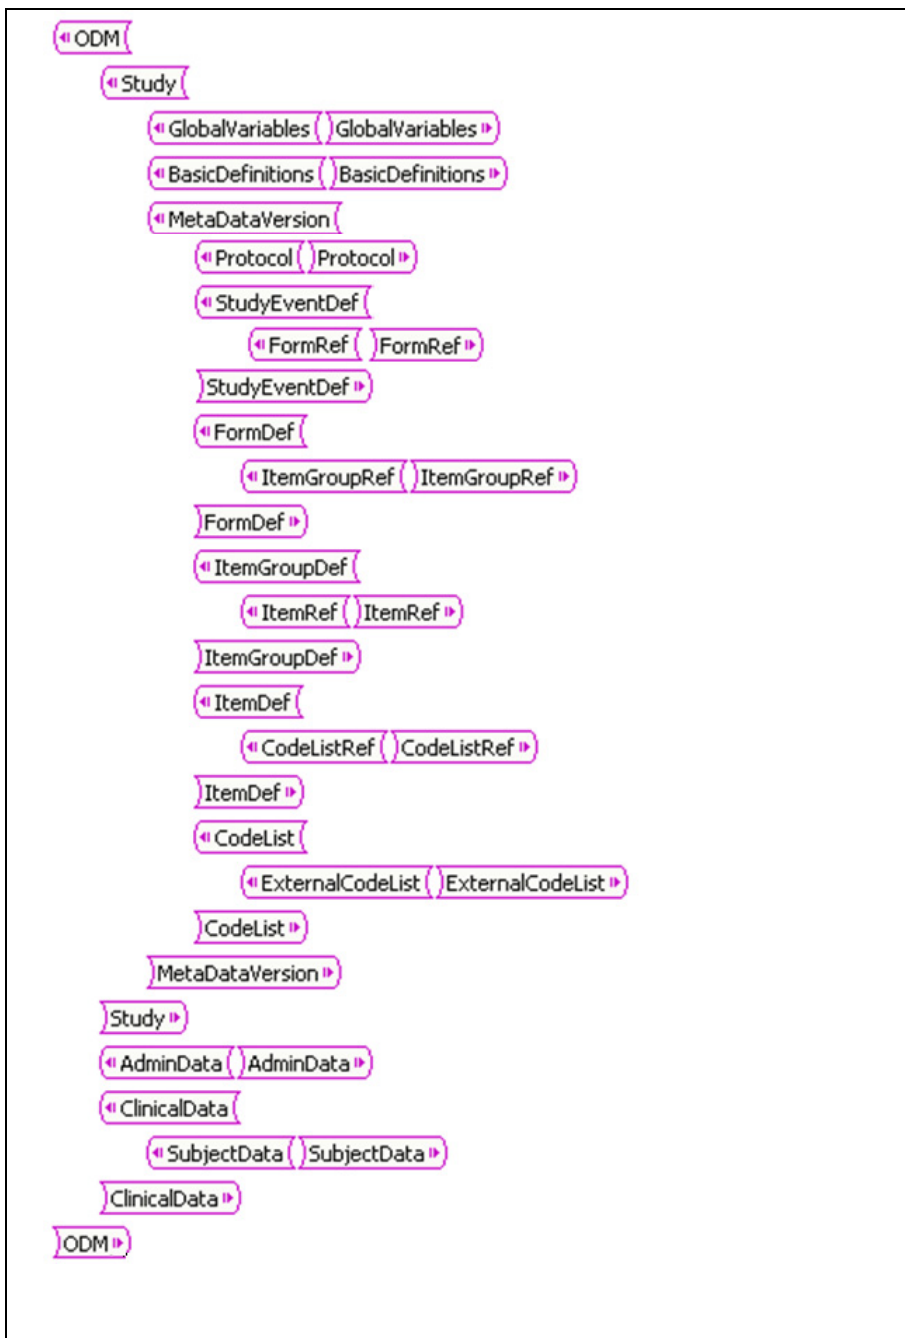 ODM
Study
GlobalVariables GlobalVariables
BasicDefinitions BasicDefinitions
MetaDataVersion
Protocol Protocol
StudyEventDef
FormRef FormRef
StudyEventDef
FormDef
ItemGroupRef ItemGroupRef
FormDef
ItemGroupDef
ItemRef ItemRef
ItemGroupDef
ItemDef
CodeListRef CodeListRef
ItemDef
CodeList
ExternalCodeList ExternalCodeList
CodeList
MetaDataVersion
Study
AdminData AdminData
ClinicalData
SubjectData SubjectData
ClinicalData
ODM